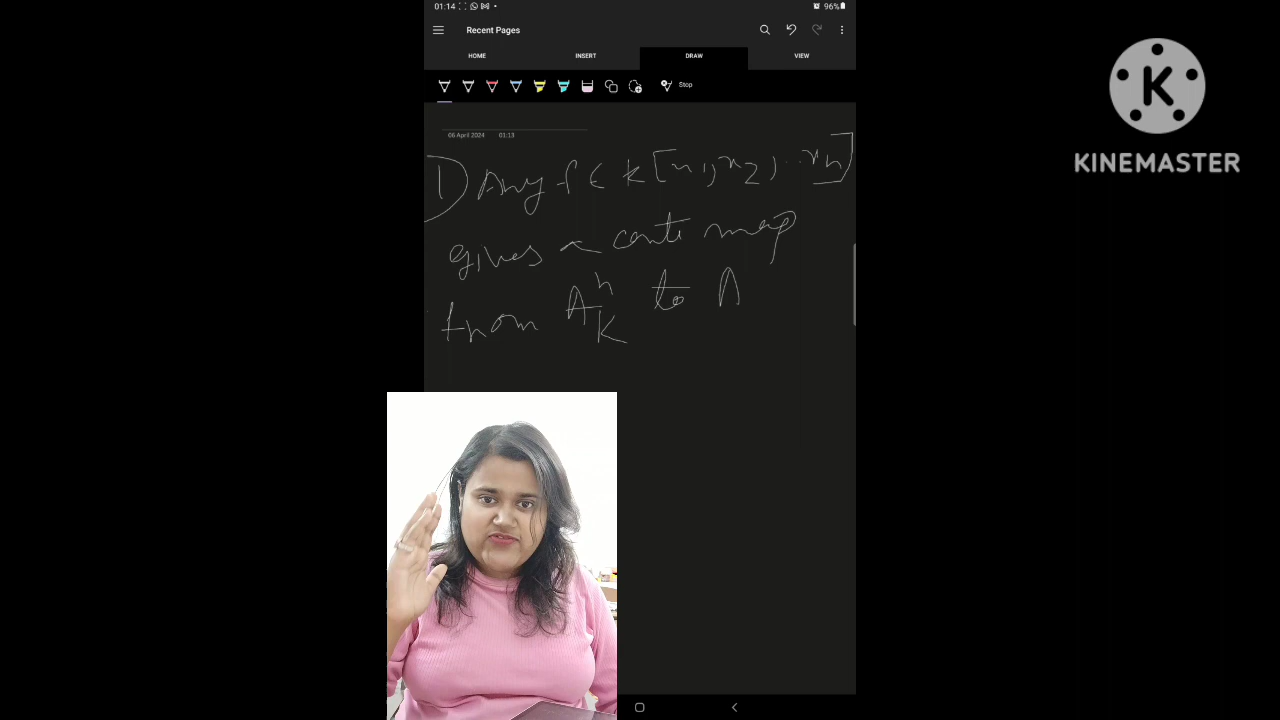 01:14
96%
Recent Pages
HOME INSERT DRAW VIEW
Stop
06 April 2024 01:13
1) Any f ∈ k[x1, x2, ..xn]
gives a conti map
from A^n_K to A
K
KINEMASTER